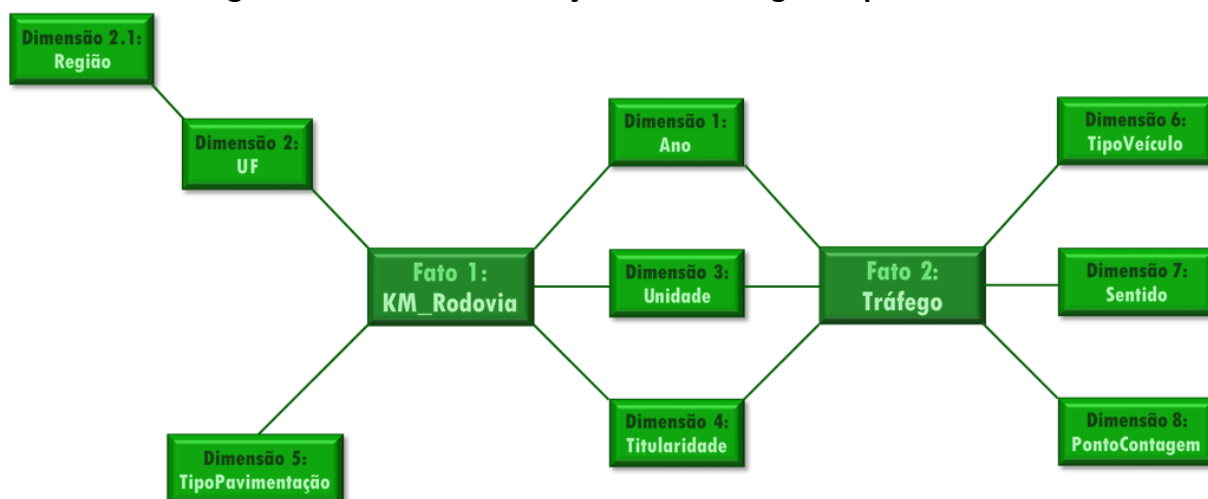 Dimensão 2.1:
Região
Dimensão 2:
UF
Dimensão 1:
Ano
Dimensão 6:
TipoVeículo
Fato 1:
KM_Rodovia
Dimensão 3:
Unidade
Fato 2:
Tráfego
Dimensão 7:
Sentido
Dimensão 4:
Titularidade
Dimensão 8:
PontoContagem
Dimensão 5:
TipoPavimentação